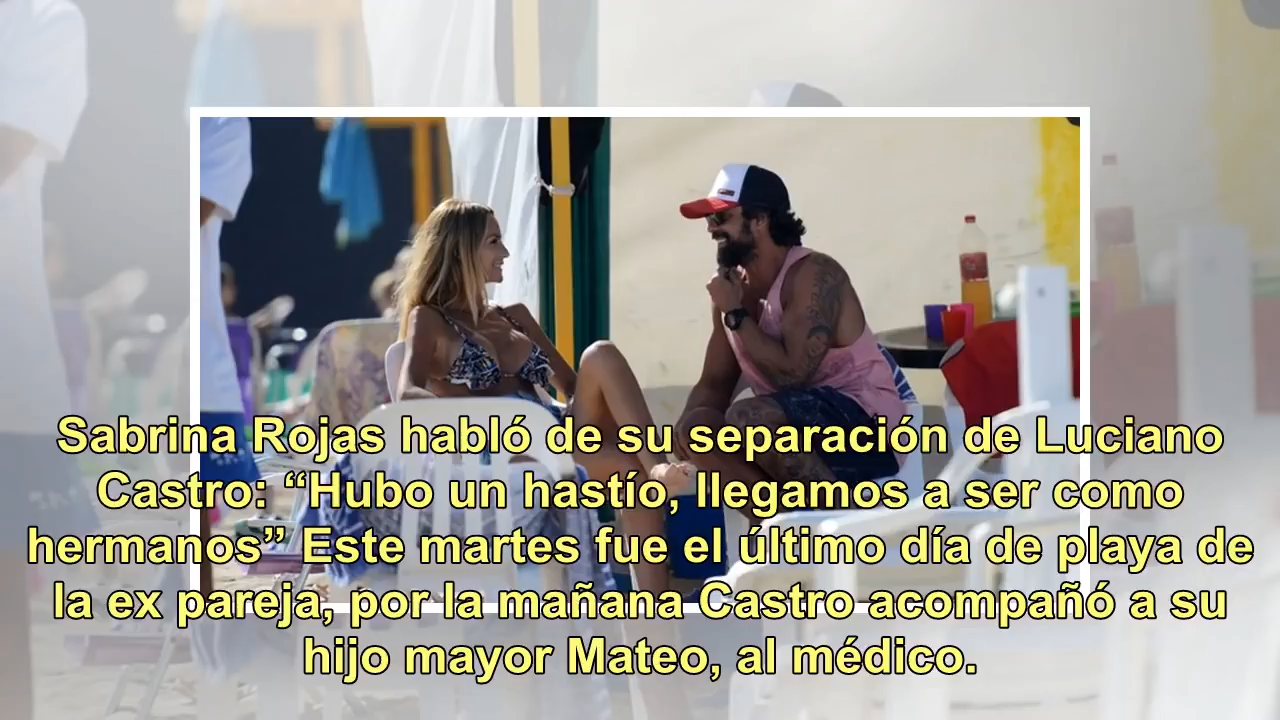 Sabrina Rojas habló de su separación de Luciano
Castro: “Hubo un hastío, llegamos a ser como
hermanos” Este martes fue el último día de playa de
la ex pareja, por la mañana Castro acompañó a su
hijo mayor Mateo, al médico.